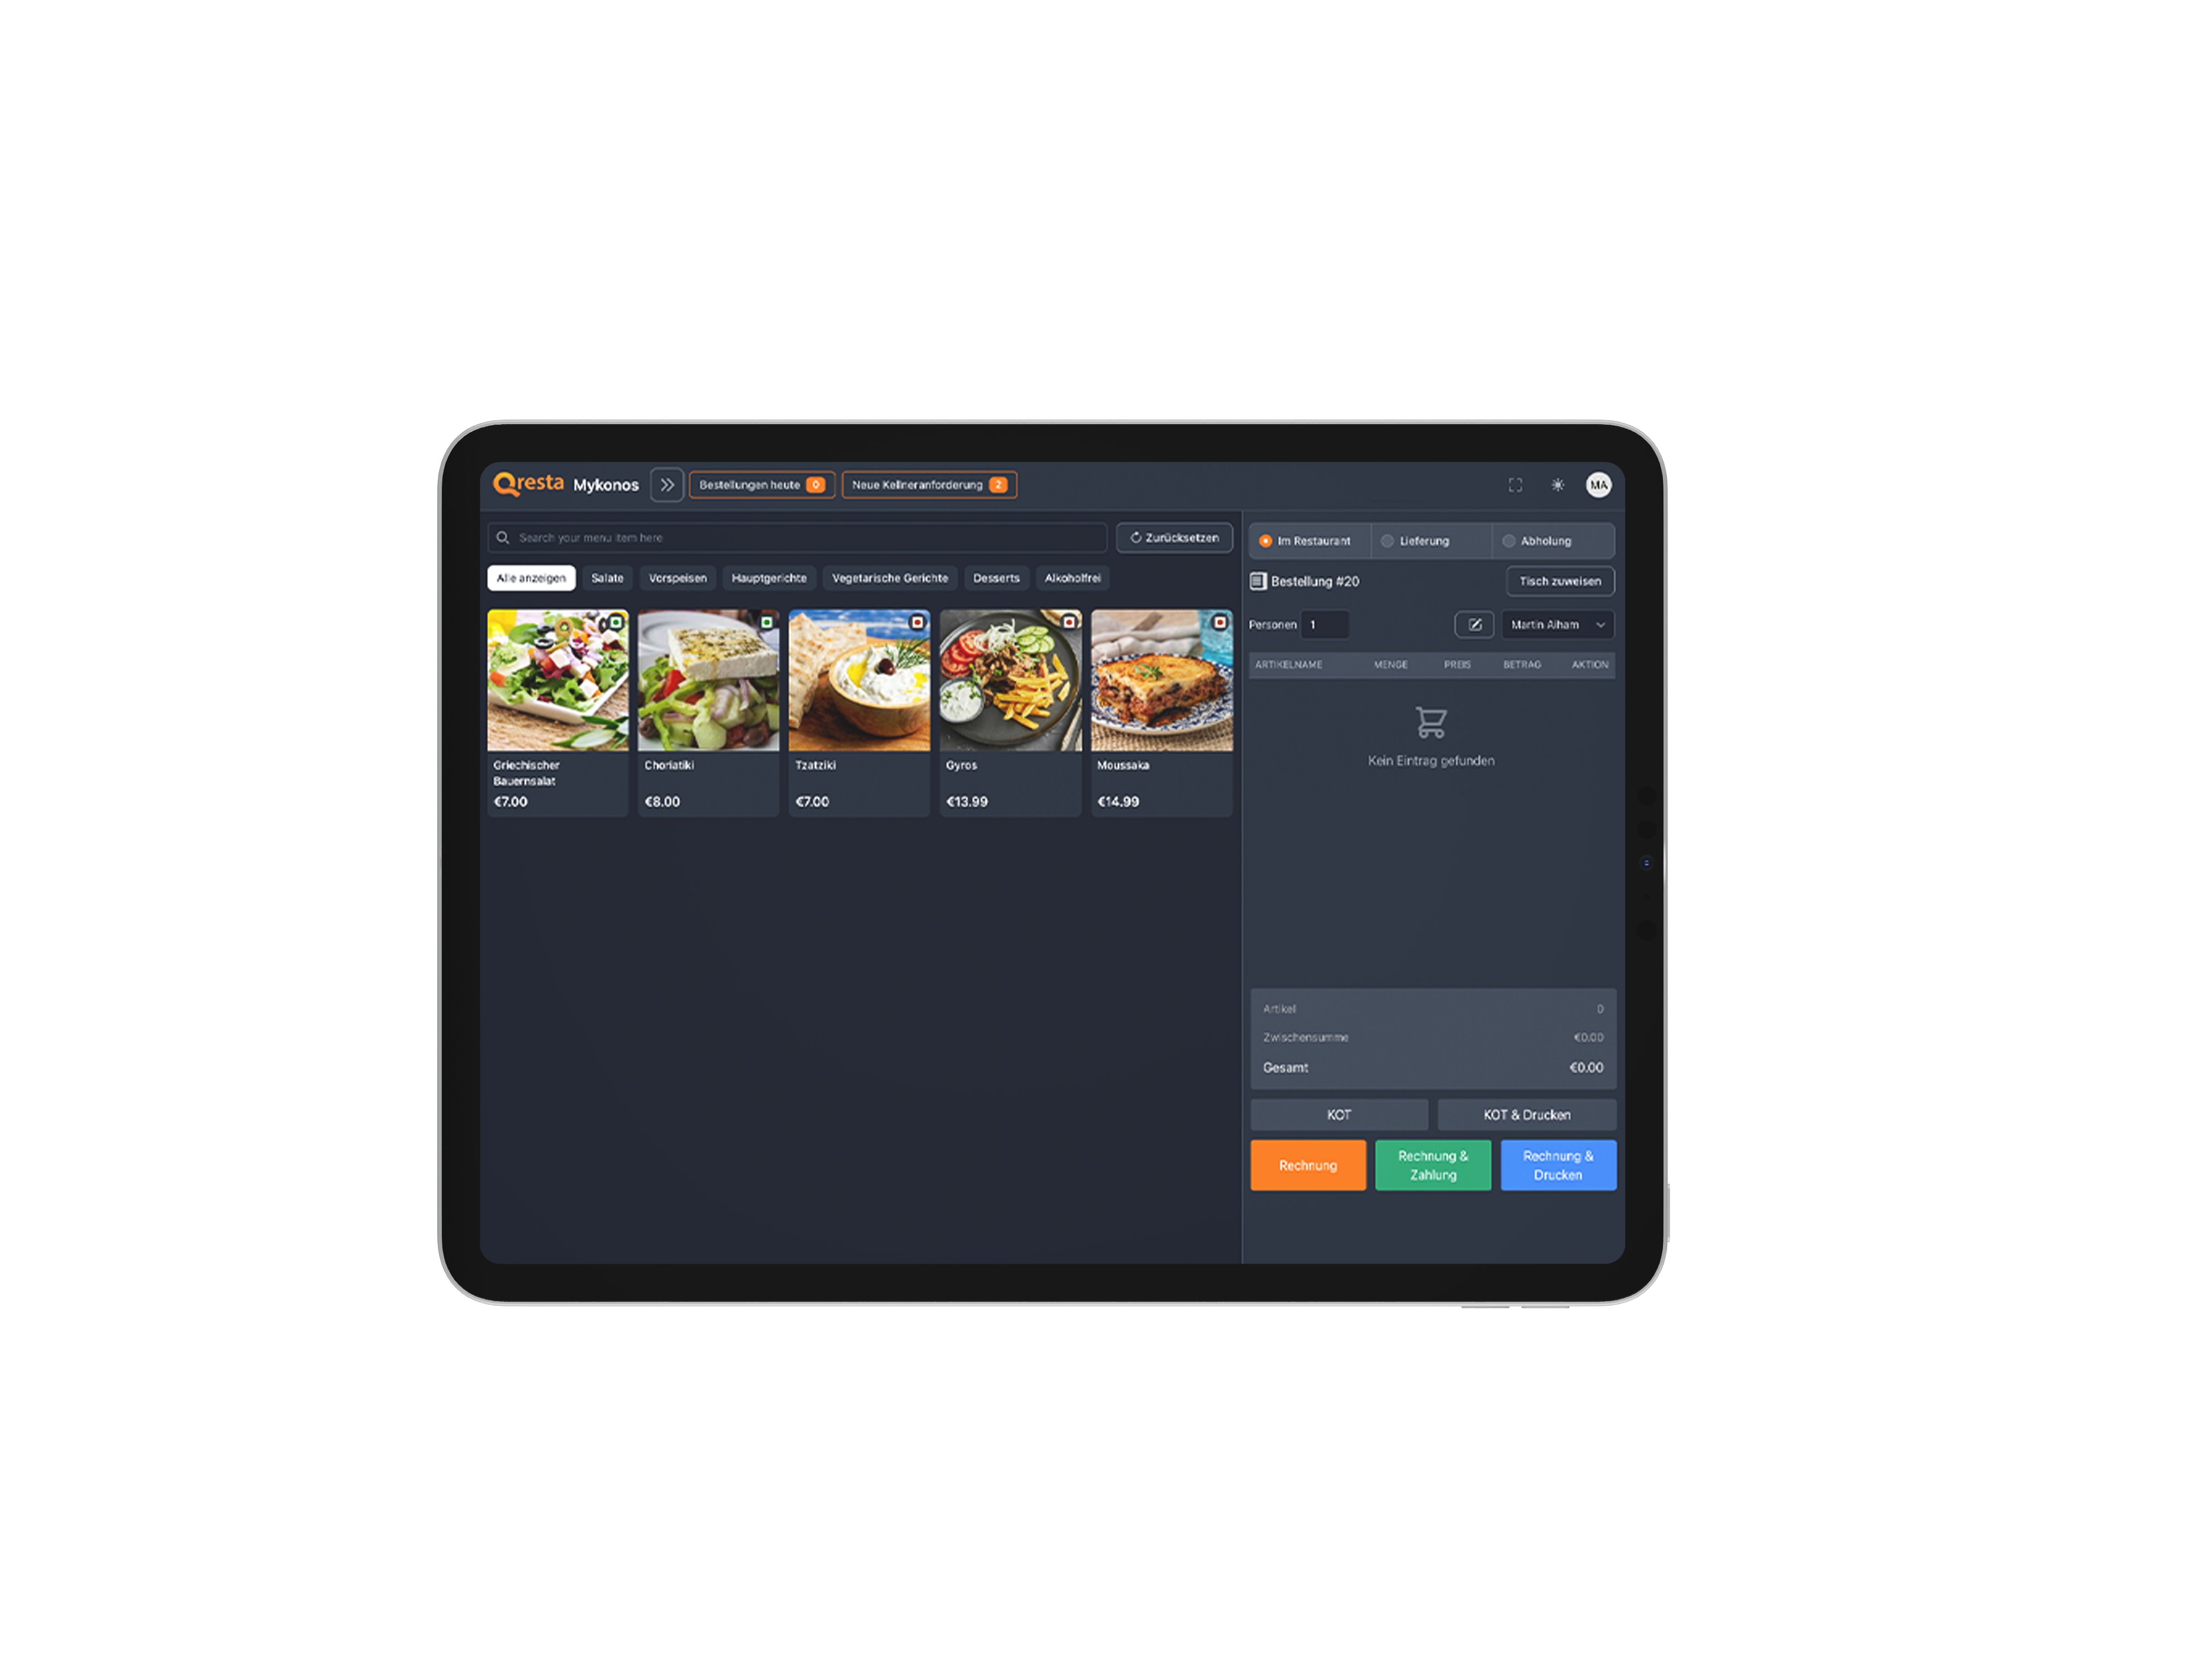 Qresta Mykonos Bestellungen heute 0 Neue Kellneranforderung 2 MA
Search your menu item here Zurücksetzen
Alle anzeigen Salate Vorspeisen Hauptgerichte Vegetarische Gerichte Desserts Alkoholfrei
Griechischer
Bauernsalat
€7.00
Choriatiki
€8.00
Tzatziki
€7.00
Gyros
€13.99
Moussaka
€14.99
Im Restaurant Lieferung Abholung
Bestellung #20 Tisch zuweisen
Personen 1 Martin Alham
ARTIKELNAME MENGE PREIS BETRAG AKTION
Kein Eintrag gefunden
Artikel 0
Zwischensumme €0.00
Gesamt €0.00
KOT KOT & Drucken
Rechnung
Rechnung &
Zahlung
Rechnung &
Drucken